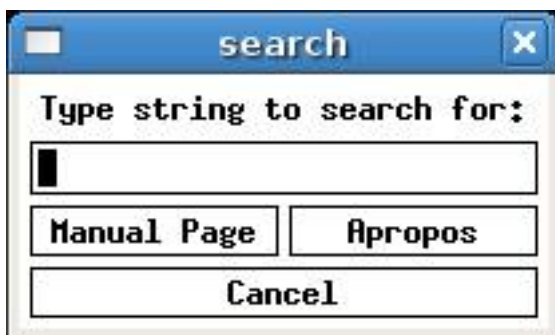 search
Type string to search for:
Manual Page Apropos
Cancel